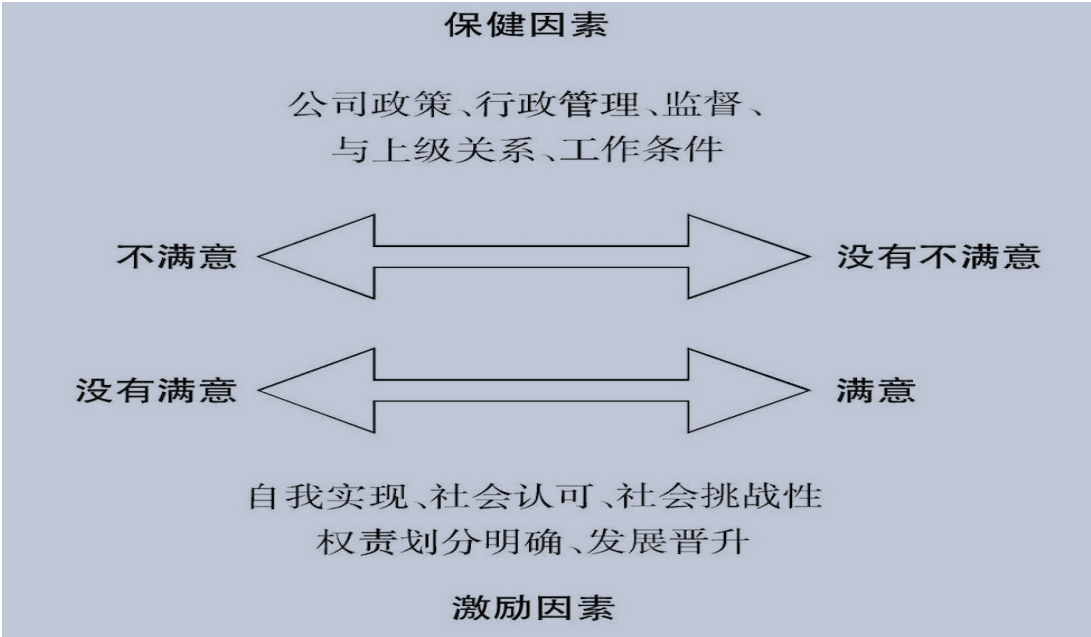 保健因素
公司政策、行政管理、监督、
与上级关系、工作条件
不满意
没有不满意
没有满意
满意
自我实现、社会认可、社会挑战性
权责划分明确、发展晋升
激励因素